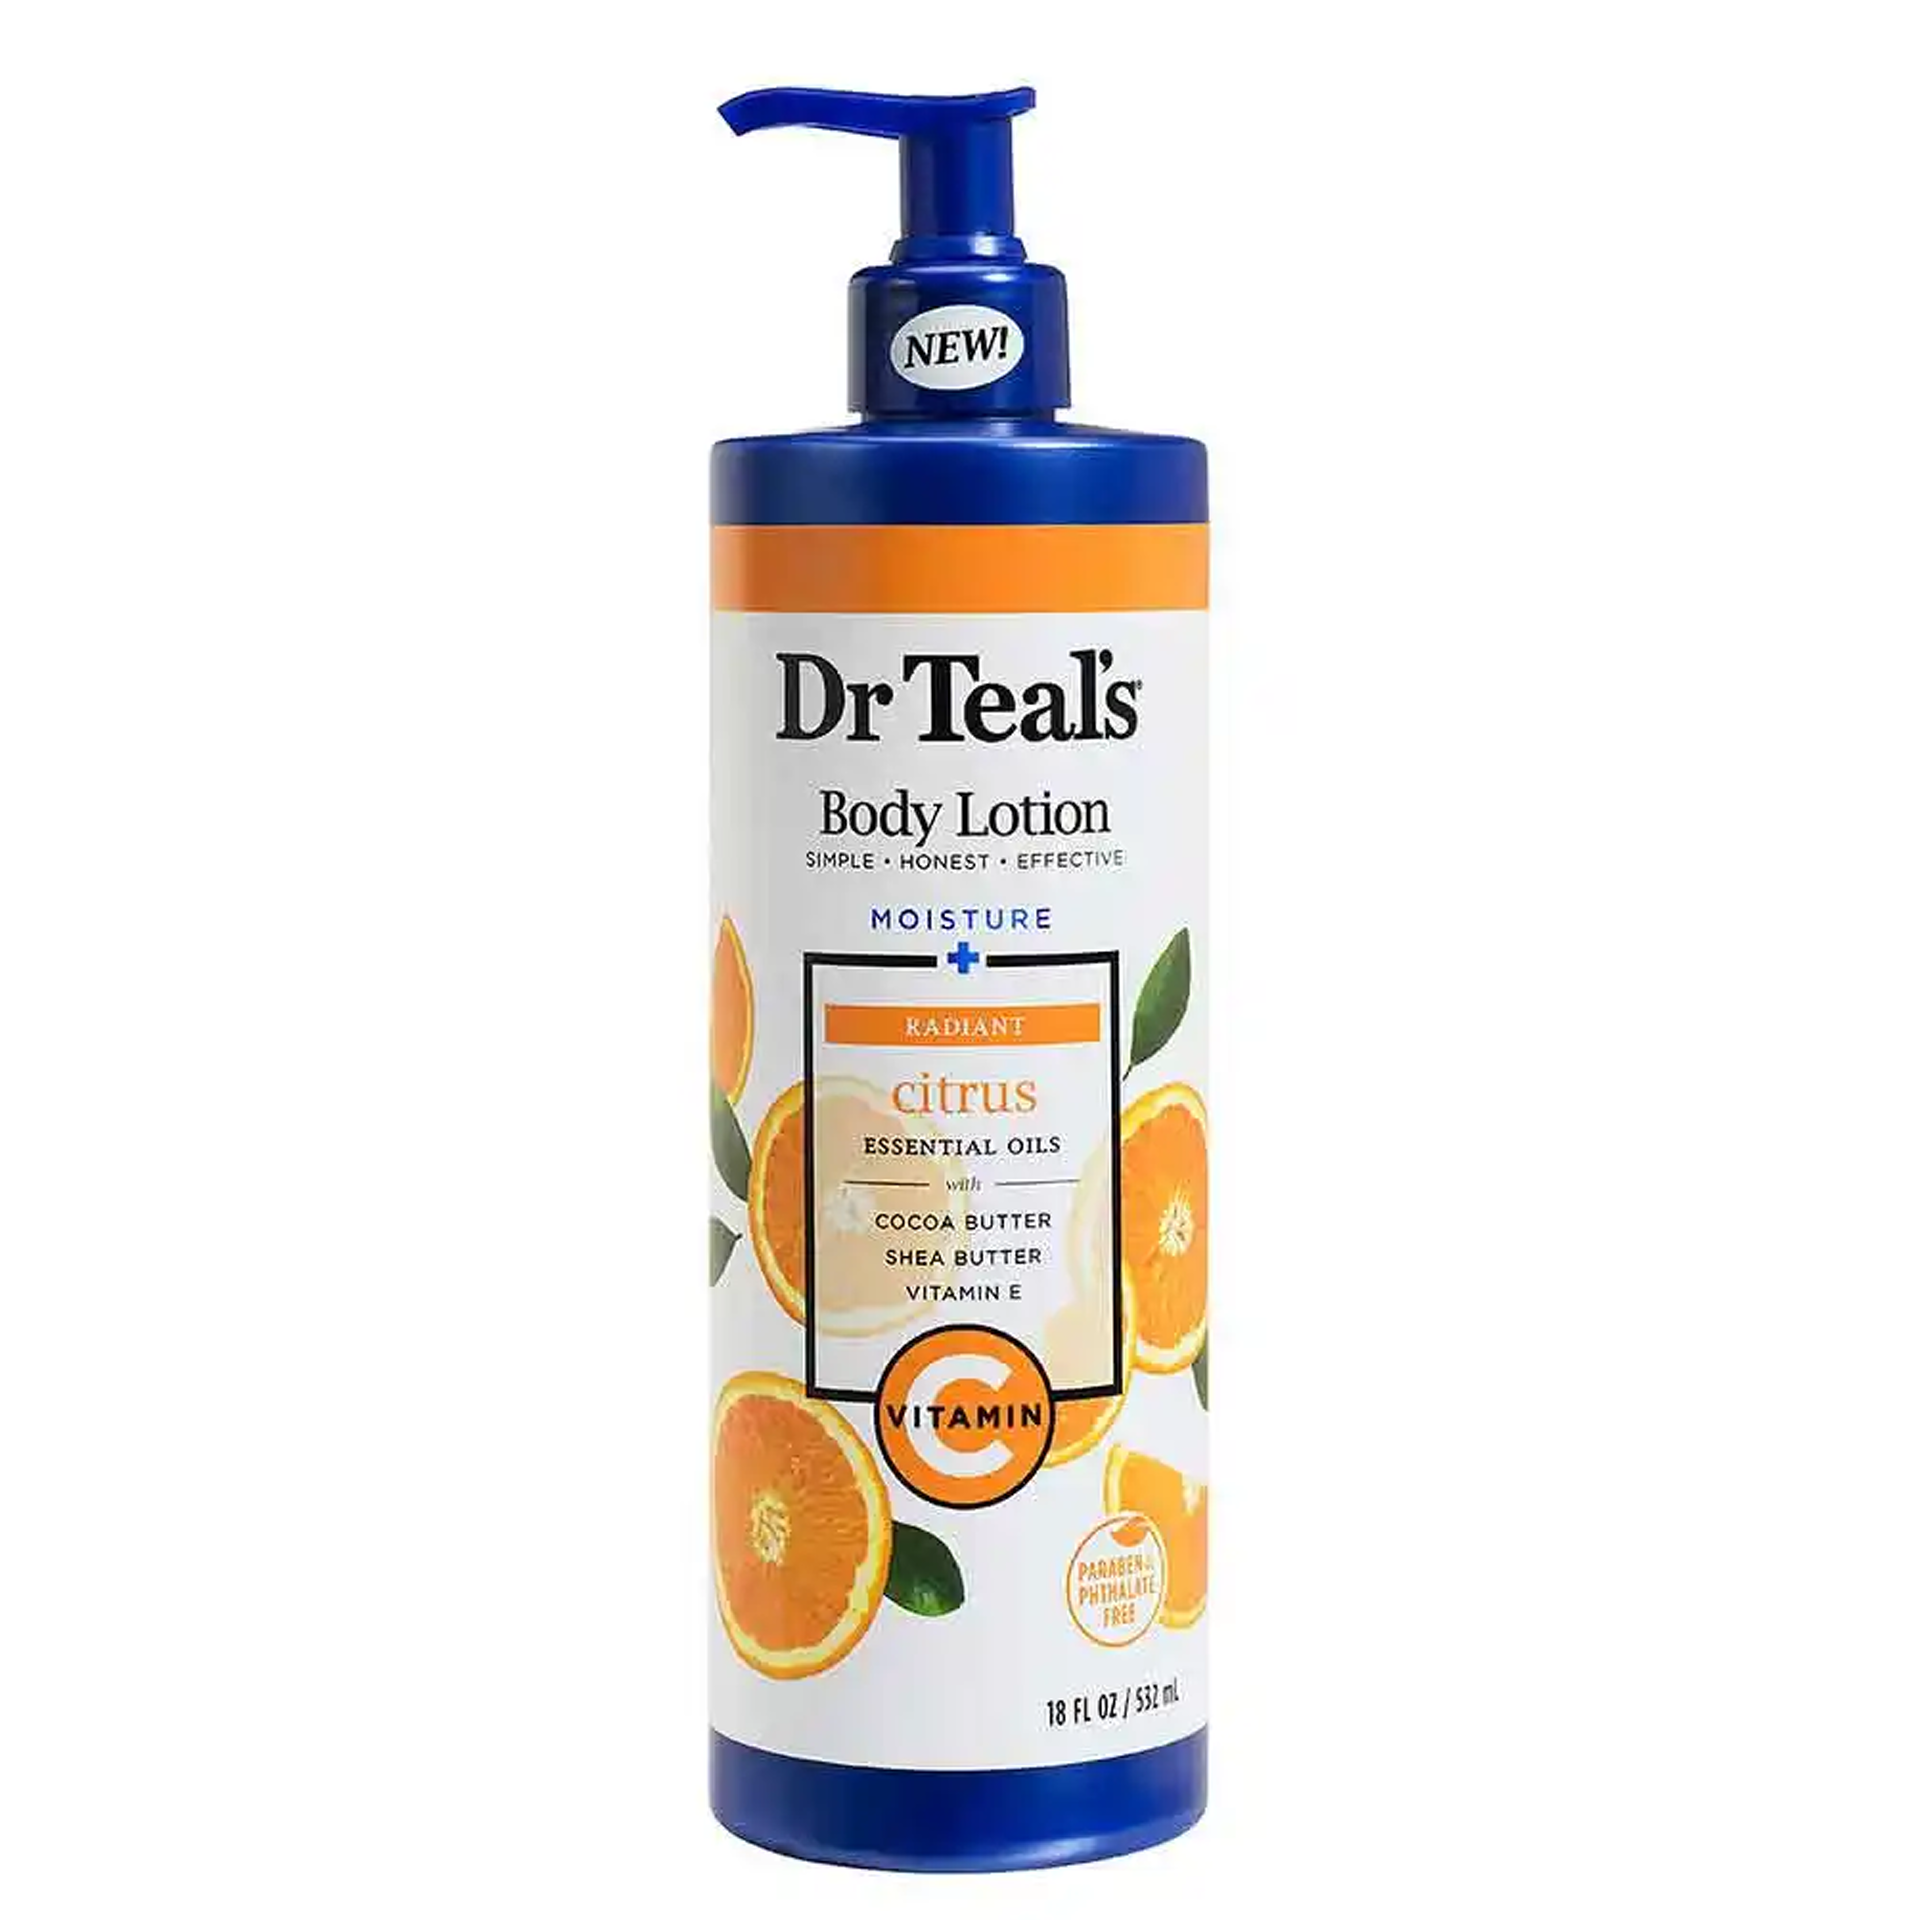 NEW!
Dr Teal's®
Body Lotion
SIMPLE • HONEST • EFFECTIVE
MOISTURE
+
RADIANT
citrus
ESSENTIAL OILS
with
COCOA BUTTER
SHEA BUTTER
VITAMIN E
C
VITAMIN
PARABEN &
PHTHALATE
FREE
18 FL OZ / 532 mL